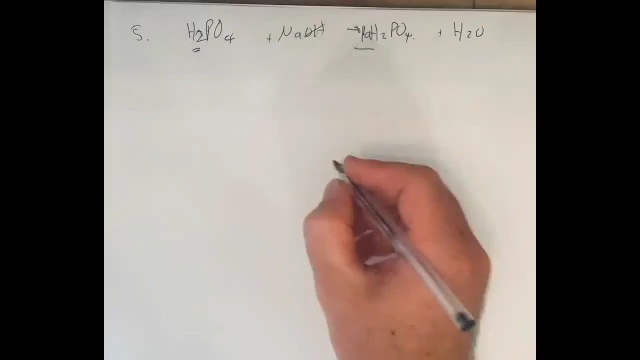 5. H₂PO₄ + NaOH → NaH₂PO₄. + H₂O